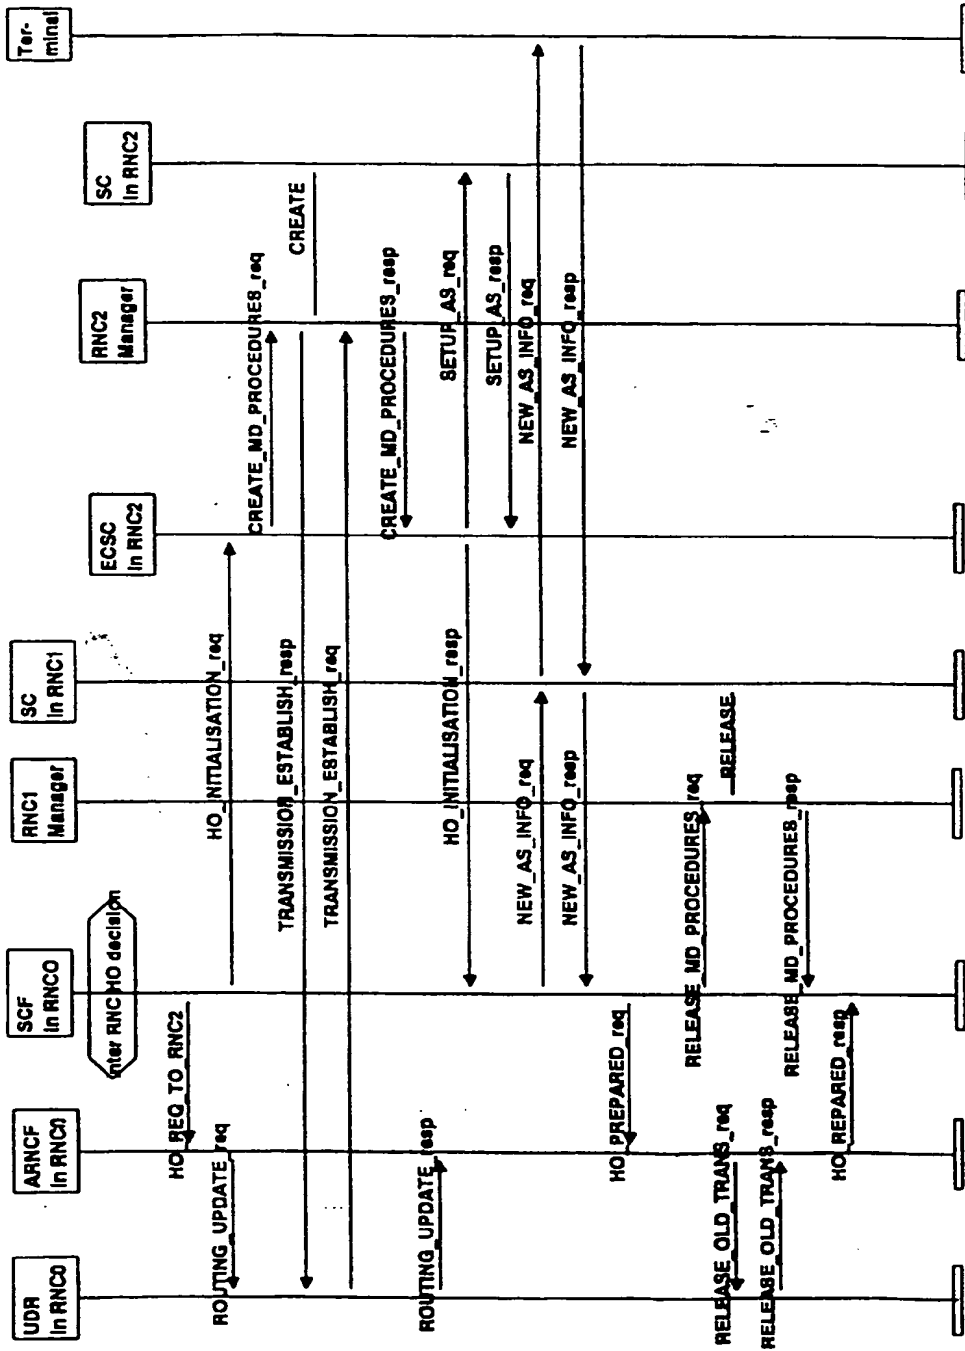 UDR
in RNC0
ARNCF
in RNC0
SCF
in RNC0
RNC1
Manager
SC
in RNC1
ECSC
in RNC2
RNC2
Manager
SC
in RNC2
Ter-
minal
Inter RNC HO decision
HO_REQ_TO_RNC2
ROUTING_UPDATE_req
HO_INITIALISATION_req
CREATE_MD_PROCEDURES_req
TRANSMISSION_ESTABLISH_resp
CREATE
TRANSMISSION_ESTABLISH_req
CREATE_MD_PROCEDURES_resp
ROUTING_UPDATE_resp
HO_INITIALISATION_resp
SETUP_AS_req
SETUP_AS_resp
NEW_AS_INFO_req
NEW_AS_INFO_req
NEW_AS_INFO_resp
NEW_AS_INFO_resp
HO_PREPARED_req
RELEASE_MD_PROCEDURES_req
RELEASE
RELEASE_OLD_TRANS_req
RELEASE_OLD_TRANS_resp
RELEASE_MD_PROCEDURES_resp
HO_REPARED_resp